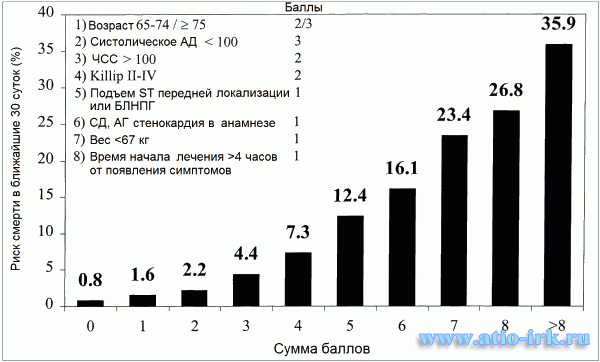 Баллы
1) Возраст 65-74 / ≥ 75 2/3
2) Систолическое АД < 100 3
3) ЧСС > 100 2
4) Killip II-IV 2
5) Подъем ST передней локализации 1
или БЛНПГ
6) СД, АГ стенокардия в анамнезе 1
7) Вес <67 кг 1
8) Время начала лечения >4 часов 1
от появления симптомов
Риск смерти в ближайшие 30 суток (%)
40
35
30
25
20
15
10
5
0
0.8
1.6
2.2
4.4
7.3
12.4
16.1
23.4
26.8
35.9
0 1 2 3 4 5 6 7 8 >8
Сумма баллов
www.atio-irk.ru